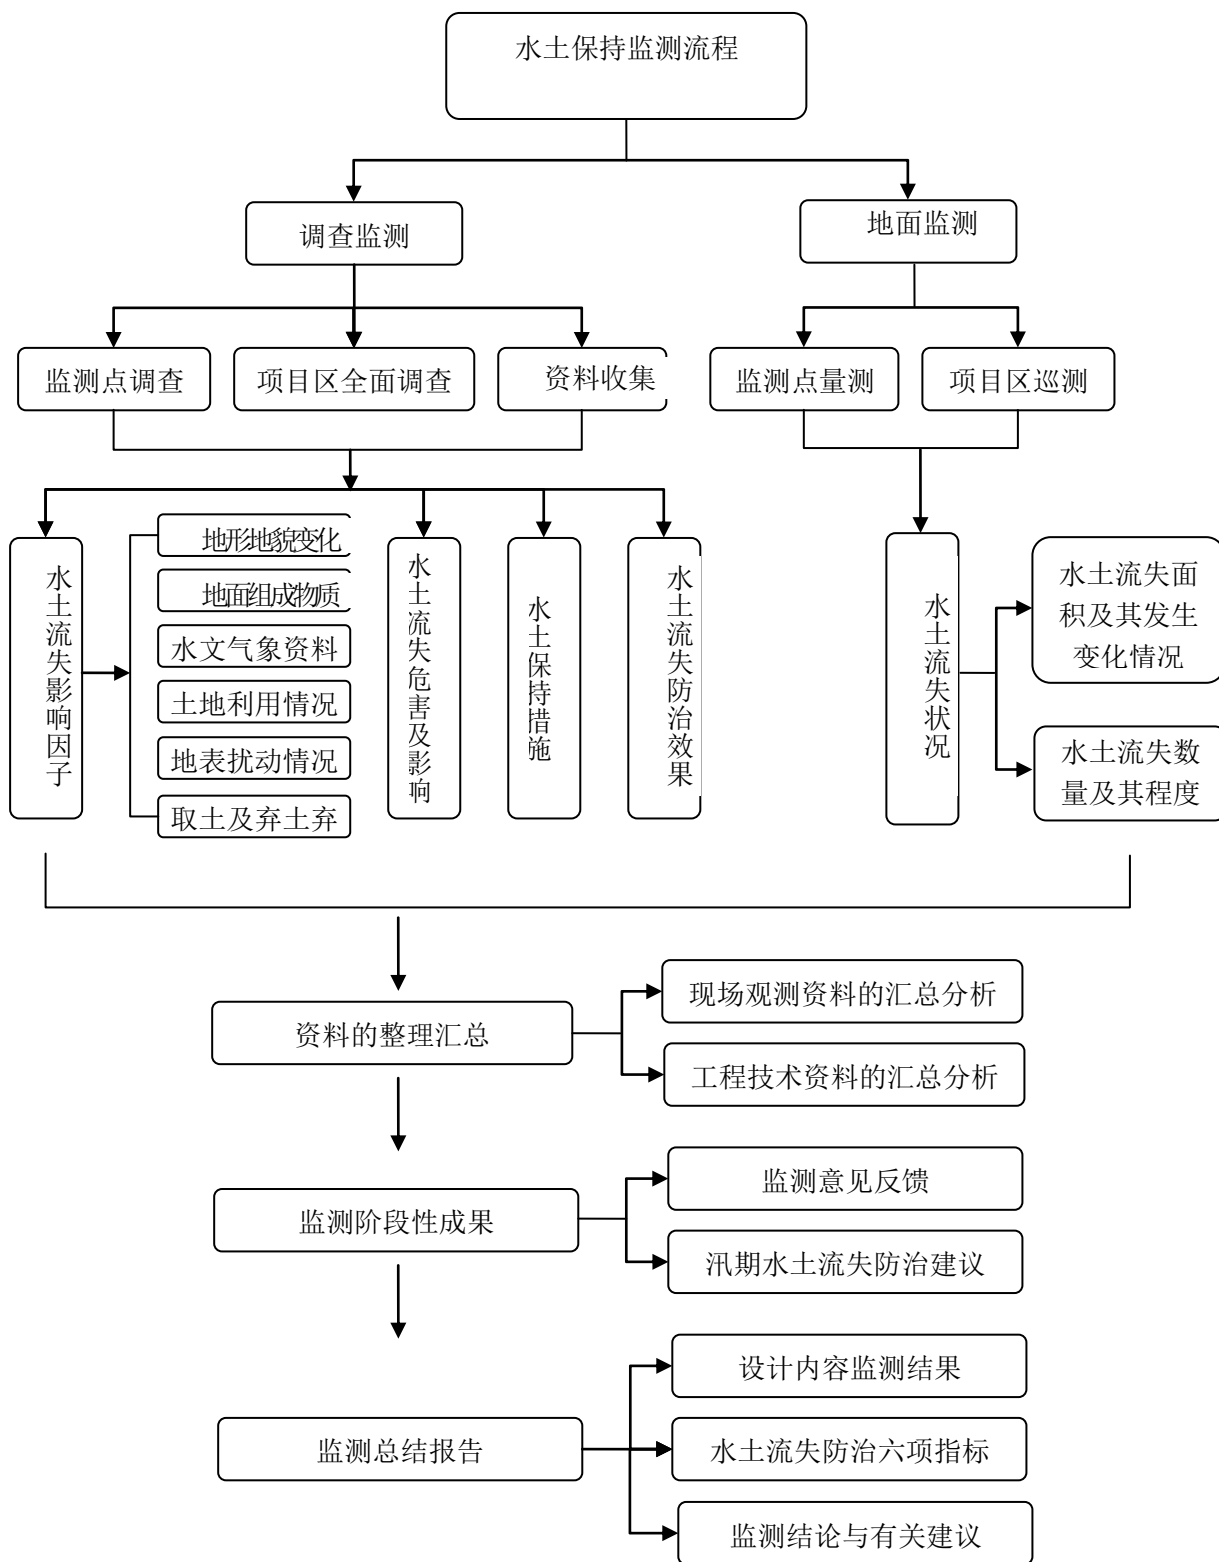 水土保持监测流程
调查监测
地面监测
监测点调查
项目区全面调查
资料收集
监测点量测
项目区巡测
水土流失影响因子
地形地貌变化
地面组成物质
水文气象资料
土地利用情况
地表扰动情况
取土及弃土弃
水土流失危害及影响
水土保持措施
水土流失防治效果
水土流失状况
水土流失面
积及其发生
变化情况
水土流失数
量及其程度
资料的整理汇总
现场观测资料的汇总分析
工程技术资料的汇总分析
监测阶段性成果
监测意见反馈
汛期水土流失防治建议
监测总结报告
设计内容监测结果
水土流失防治六项指标
监测结论与有关建议